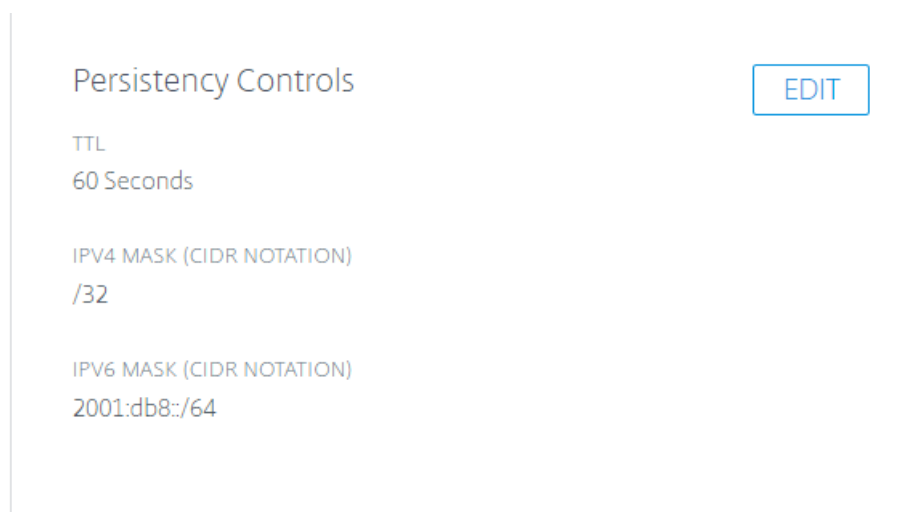 Persistency Controls
EDIT
TTL
60 Seconds
IPV4 MASK (CIDR NOTATION)
/32
IPV6 MASK (CIDR NOTATION)
2001:db8::/64